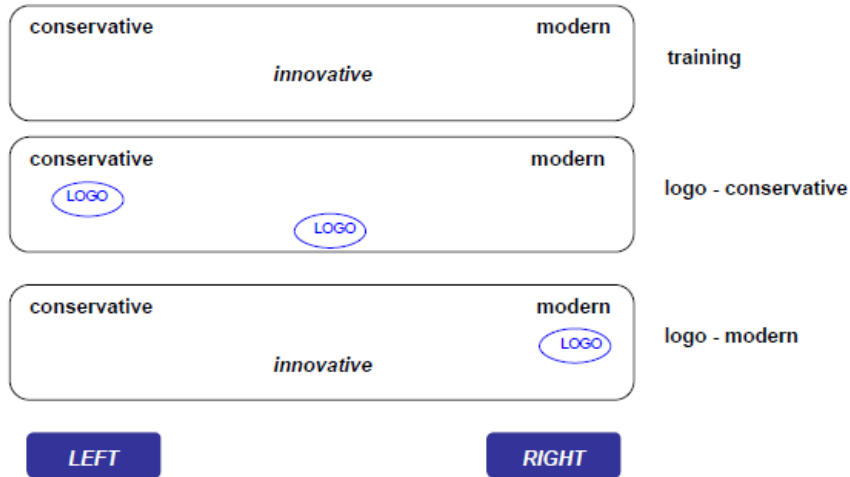 conservative modern
innovative
training
conservative modern
LOGO
LOGO
logo - conservative
conservative modern
LOGO
innovative
logo - modern
LEFT RIGHT